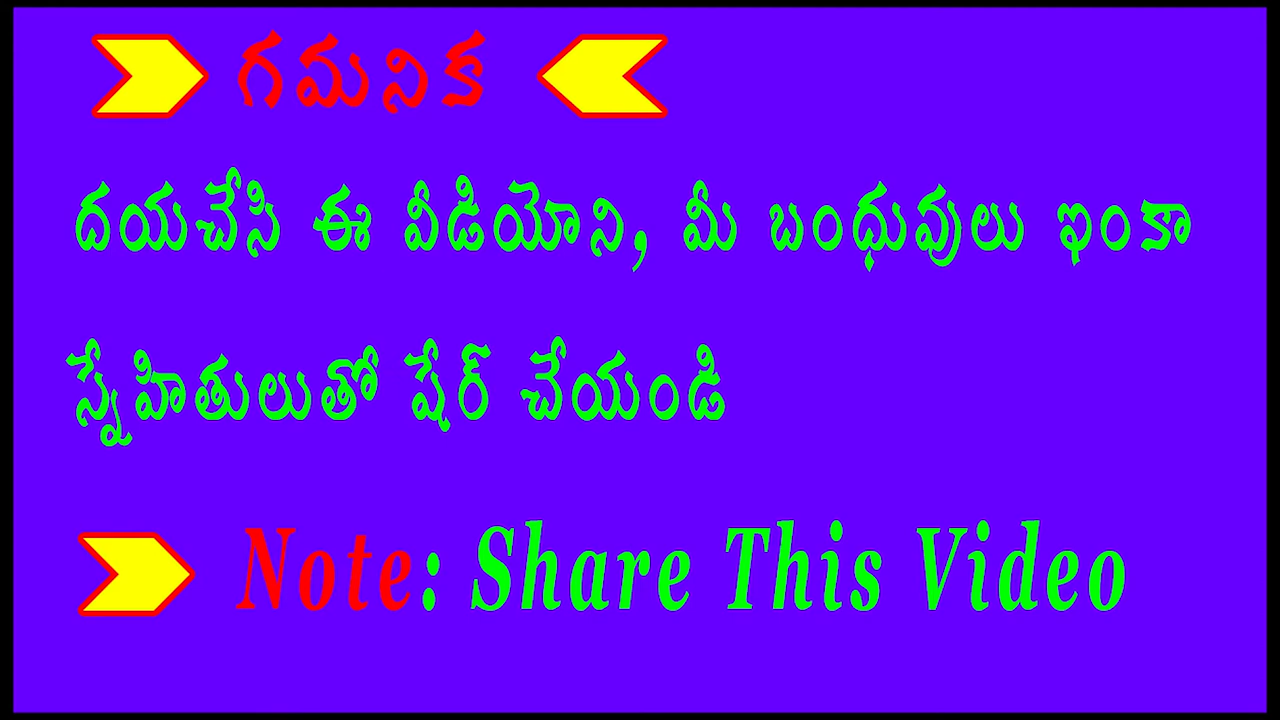 గమనిక
దయచేసి ఈ వీడియోని, మీ బంధువులు ఇంకా
స్నేహితులుతో షేర్ చేయండి
Note: Share This Video